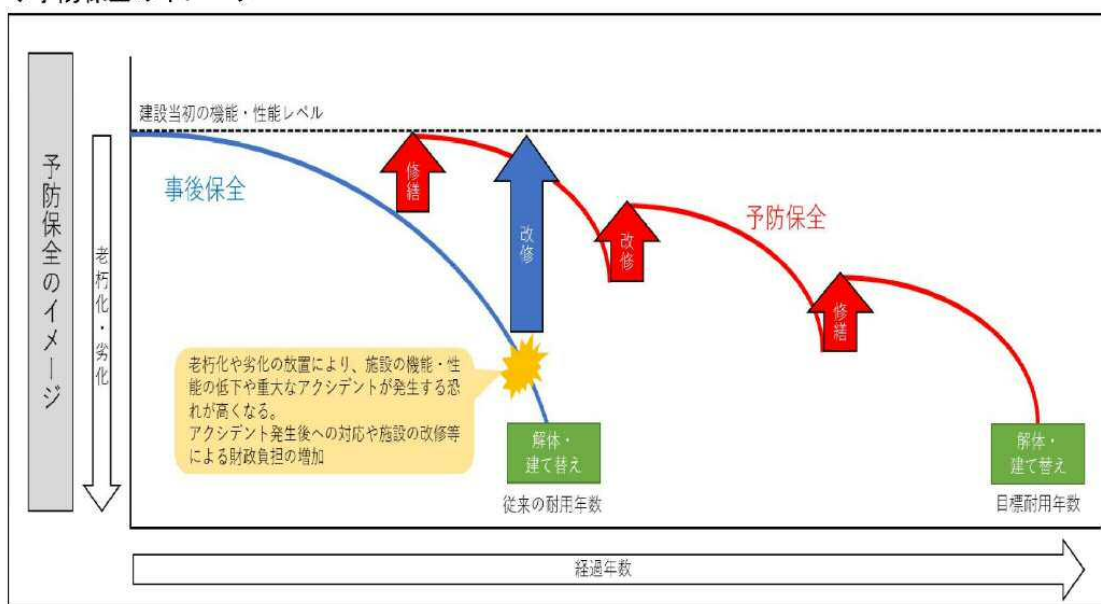 予防保全のイメージ
老朽化・劣化
建設当初の機能・性能レベル
事後保全
修繕
改修
改修
予防保全
修繕
老朽化や劣化の放置により、施設の機能・性
能の低下や重大なアクシデントが発生する恐
れが高くなる。
アクシデント発生後への対応や施設の改修等
による財政負担の増加
解体・
建て替え
従来の耐用年数
解体・
建て替え
目標耐用年数
経過年数